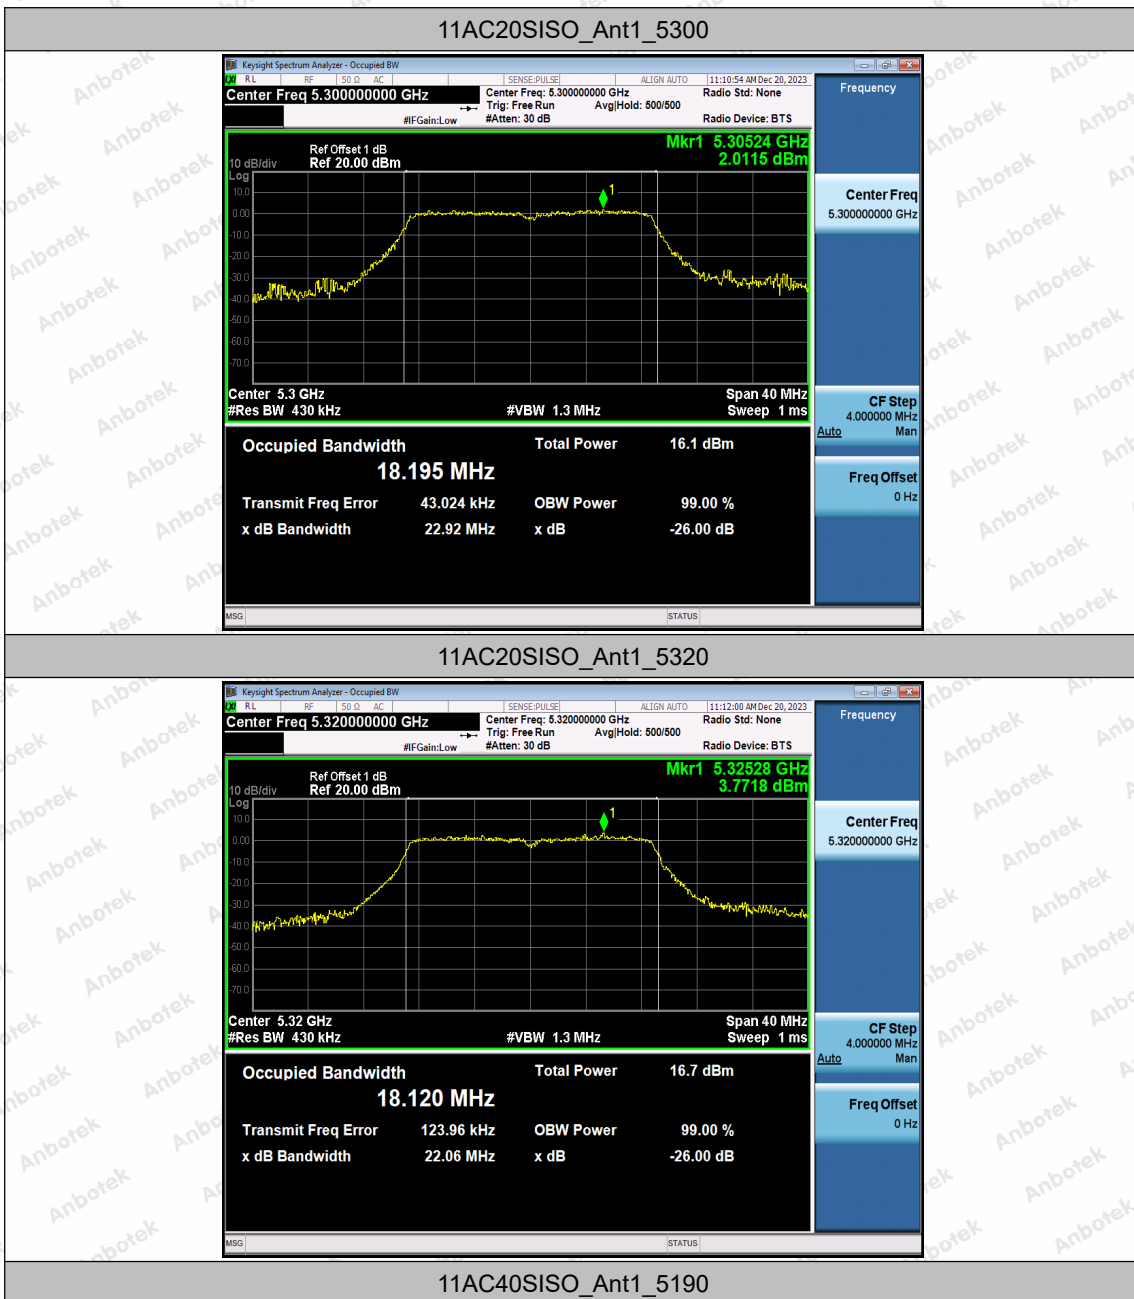 11AC20SISO_Ant1_5300
Keysight Spectrum Analyzer - Occupied BW
LXI RL RF 50 Ω AC SENSE:PULSE ALIGN AUTO 11:10:54 AM Dec 20, 2023
Center Freq 5.300000000 GHz
Center Freq: 5.300000000 GHz Radio Std: None
Trig: Free Run Avg|Hold: 500/500
#IFGain:Low #Atten: 30 dB Radio Device: BTS
Frequency
Mkr1 5.30524 GHz
2.0115 dBm
Ref Offset 1 dB
10 dB/div Ref 20.00 dBm
Log
10.0
0.00
-10.0
-20.0
-30.0
-40.0
-50.0
-60.0
-70.0
1
Center 5.3 GHz Span 40 MHz
#Res BW 430 kHz #VBW 1.3 MHz Sweep 1 ms
Center Freq
5.300000000 GHz
CF Step
4.000000 MHz
Auto Man
Freq Offset
0 Hz
Occupied Bandwidth Total Power 16.1 dBm
18.195 MHz
Transmit Freq Error 43.024 kHz OBW Power 99.00 %
x dB Bandwidth 22.92 MHz x dB -26.00 dB
MSG STATUS
11AC20SISO_Ant1_5320
Keysight Spectrum Analyzer - Occupied BW
LXI RL RF 50 Ω AC SENSE:PULSE ALIGN AUTO 11:12:00 AM Dec 20, 2023
Center Freq 5.320000000 GHz
Center Freq: 5.320000000 GHz Radio Std: None
Trig: Free Run Avg|Hold: 500/500
#IFGain:Low #Atten: 30 dB Radio Device: BTS
Frequency
Mkr1 5.32528 GHz
3.7718 dBm
Ref Offset 1 dB
10 dB/div Ref 20.00 dBm
Log
10.0
0.00
-10.0
-20.0
-30.0
-40.0
-50.0
-60.0
-70.0
1
Center 5.32 GHz Span 40 MHz
#Res BW 430 kHz #VBW 1.3 MHz Sweep 1 ms
Center Freq
5.320000000 GHz
CF Step
4.000000 MHz
Auto Man
Freq Offset
0 Hz
Occupied Bandwidth Total Power 16.7 dBm
18.120 MHz
Transmit Freq Error 123.96 kHz OBW Power 99.00 %
x dB Bandwidth 22.06 MHz x dB -26.00 dB
MSG STATUS
11AC40SISO_Ant1_5190
Anbotek